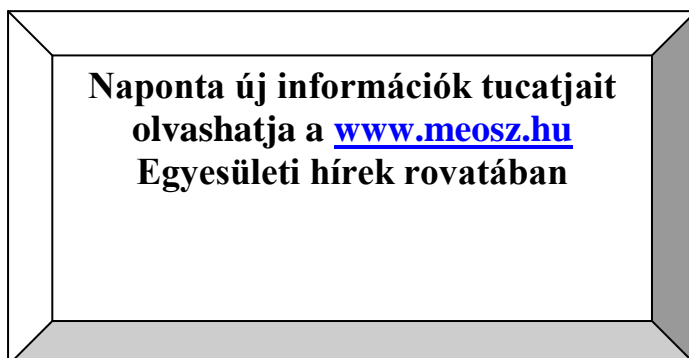 Naponta új információk tucatjait
olvashatja a www.meosz.hu
Egyesületi hírek rovatában